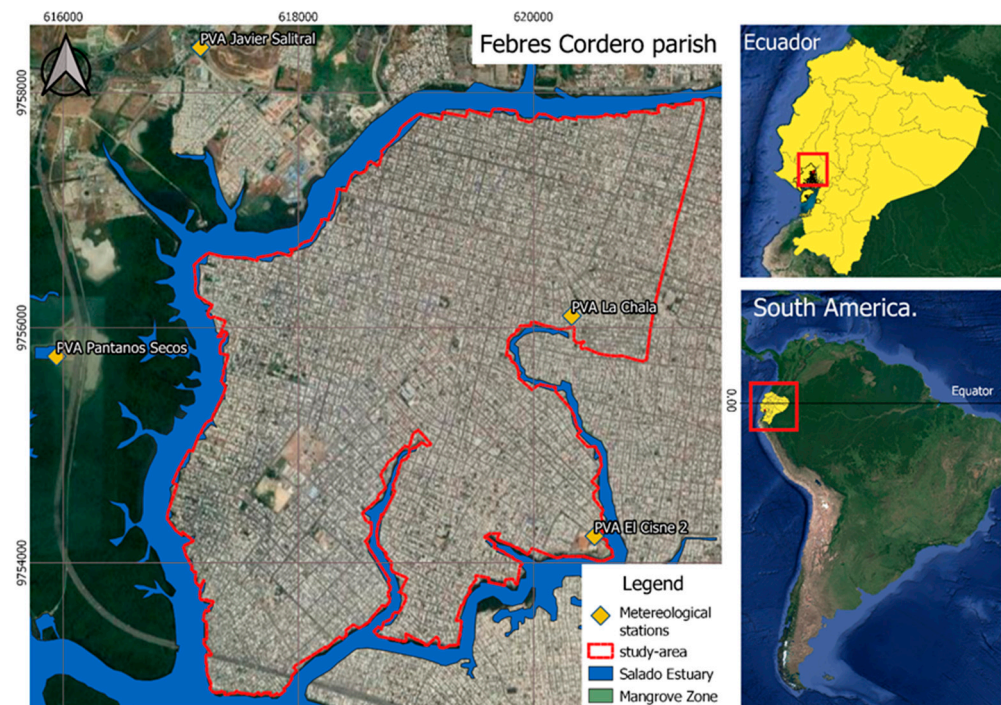 616000
618000
620000
PVA Javier Salitral
Febres Cordero parish
9758000
PVA La Chala
9756000
PVA Pantanos Secos
PVA El Cisne 2
9754000
Legend
Metereological
stations
study-area
Salado Estuary
Mangrove Zone
Ecuador
South America.
Equator
00.0